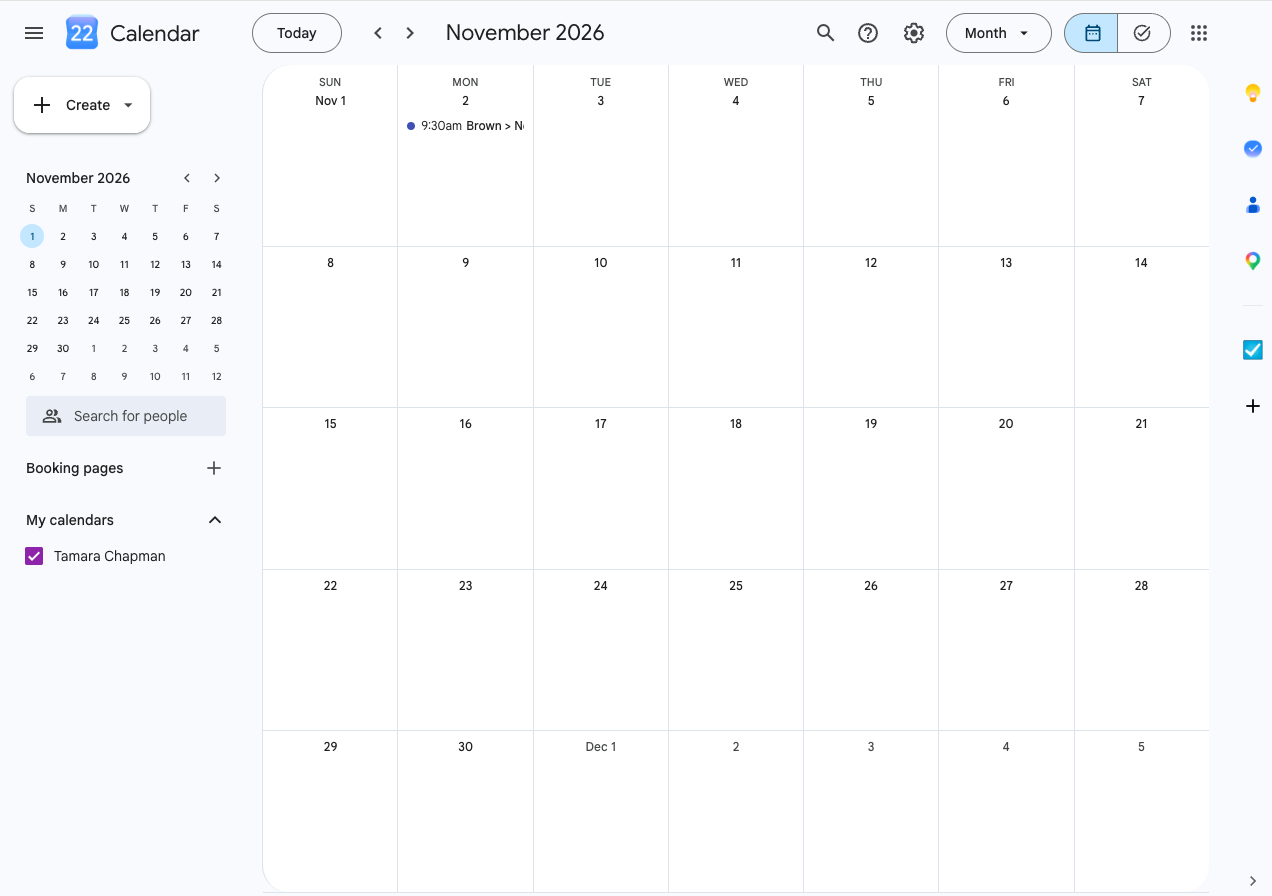 22 Calendar Today November 2026 Month
Create
November 2026
S M T W T F S
1 2 3 4 5 6 7
8 9 10 11 12 13 14
15 16 17 18 19 20 21
22 23 24 25 26 27 28
29 30 1 2 3 4 5
6 7 8 9 10 11 12
Search for people
Booking pages
My calendars
Tamara Chapman
SUN MON TUE WED THU FRI SAT
Nov 1 2 3 4 5 6 7
9:30am Brown >
8 9 10 11 12 13 14
15 16 17 18 19 20 21
22 23 24 25 26 27 28
29 30 Dec 1 2 3 4 5